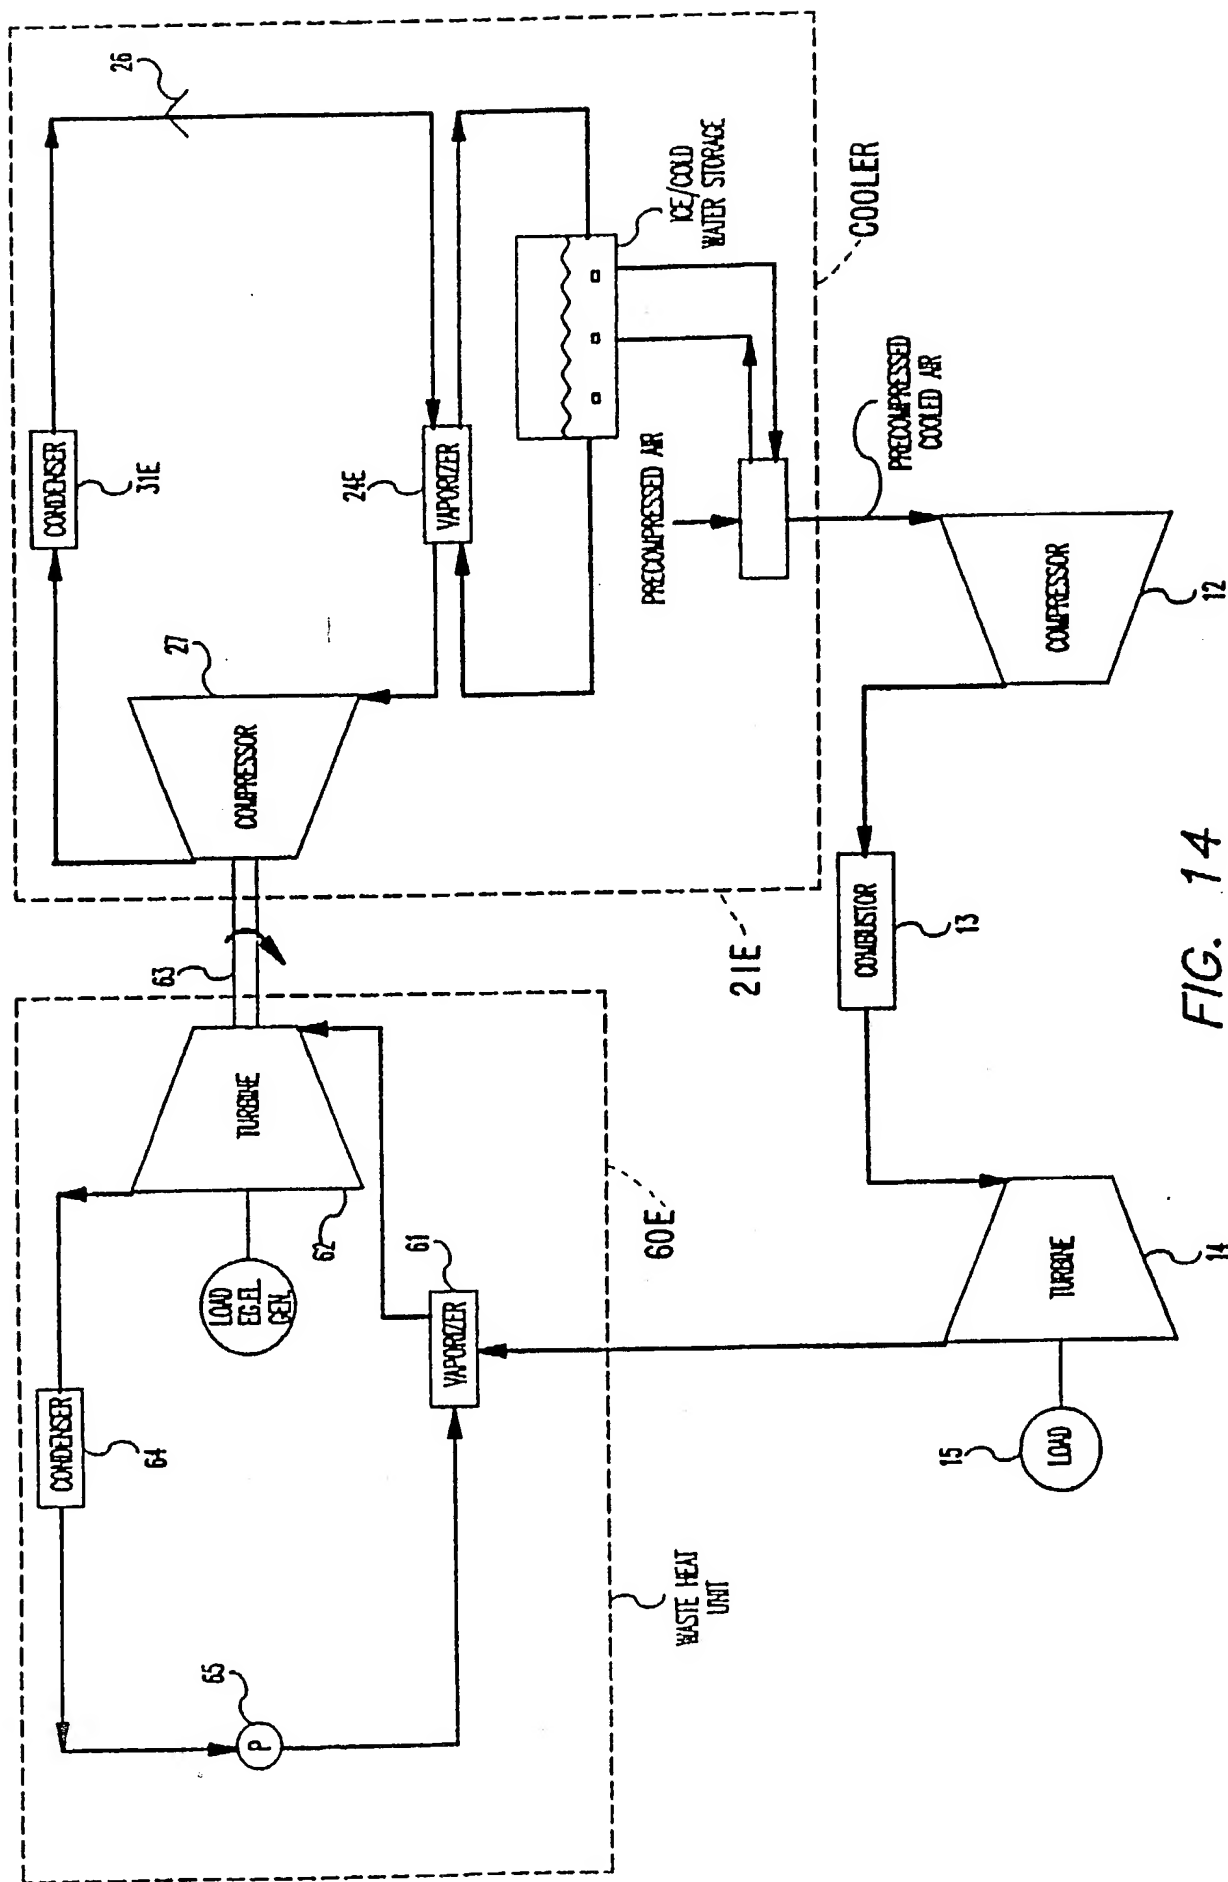 CONDENSER
64
65
P
LOAD
EG.EL.
GEN.
TURBINE
62
63
VAPORIZER
61
60E
WASTE HEAT
UNIT
CONDENSER
31E
26
27
COMPRESSOR
24E
VAPORIZER
ICE/COLD
WATER STORAGE
PRECOMPRESSED AIR
21E
COOLER
PRECOMPRESSED
COOLED AIR
15
LOAD
TURBINE
14
COMBUSTOR
13
COMPRESSOR
12
FIG. 14